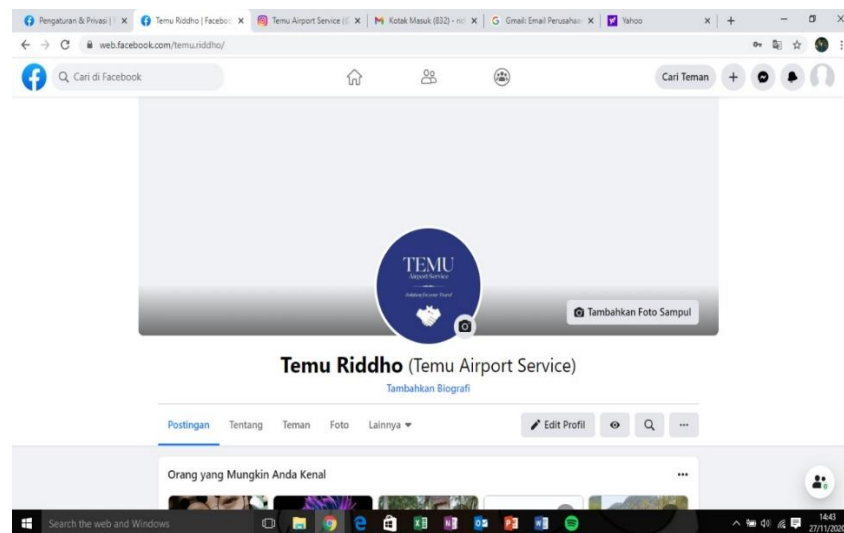 Pengaturan & Privasi |
Temu Riddho | Faceboo
Temu Airport Service (
Kotak Masuk (832) - ric
Gmail: Email Perusahaa
Yahoo
web.facebook.com/temu.riddho/
Cari di Facebook
Cari Teman
TEMU
Airport Service
Tambahkan Foto Sampul
Temu Riddho (Temu Airport Service)
Tambahkan Biografi
Postingan Tentang Teman Foto Lainnya
Edit Profil
Orang yang Mungkin Anda Kenal
Search the web and Windows
14:43
27/11/2020